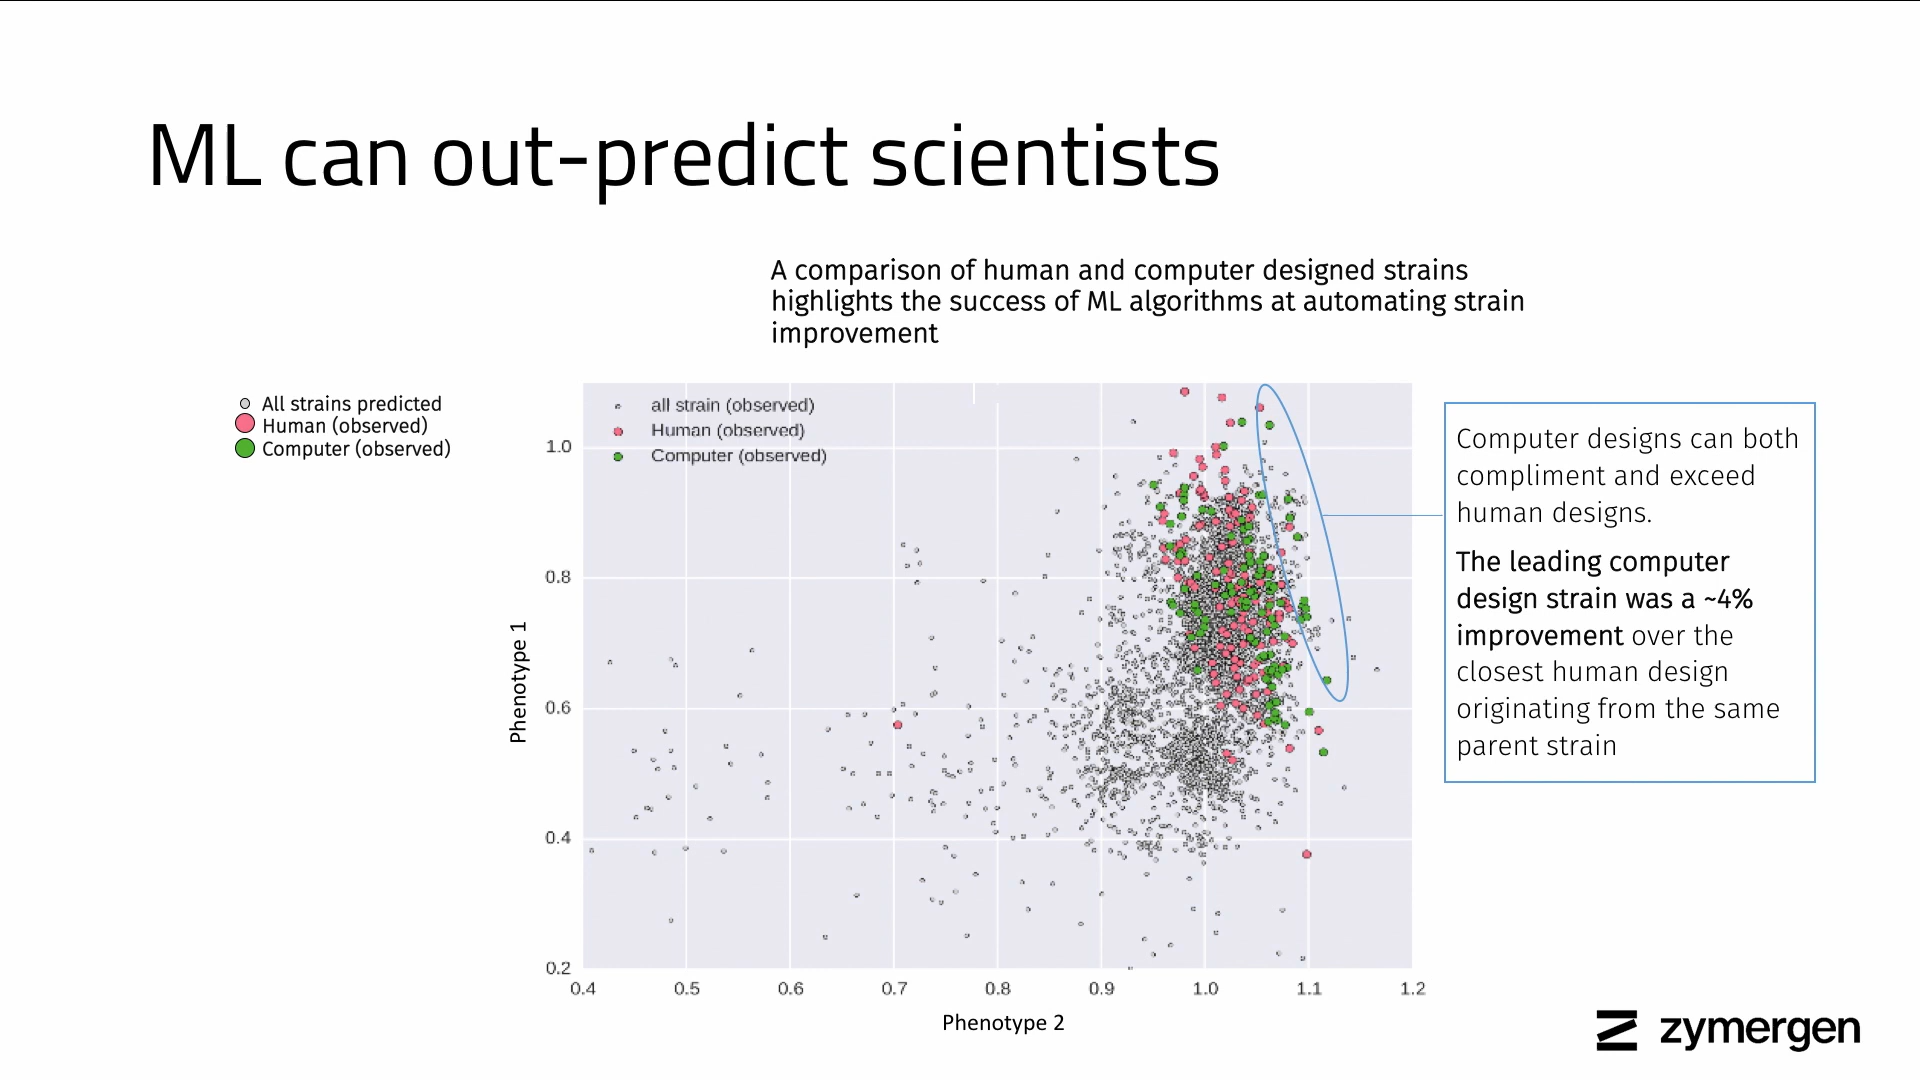 ML can out-predict scientists
A comparison of human and computer designed strains
highlights the success of ML algorithms at automating strain
improvement
All strains predicted
Human (observed)
Computer (observed)
all strain (observed)
Human (observed)
Computer (observed)
1.0
0.8
0.6
0.4
0.2
Phenotype 1
0.4 0.5 0.6 0.7 0.8 0.9 1.0 1.1 1.2
Phenotype 2
Computer designs can both
compliment and exceed
human designs.
The leading computer
design strain was a ~4%
improvement over the
closest human design
originating from the same
parent strain
zymergen